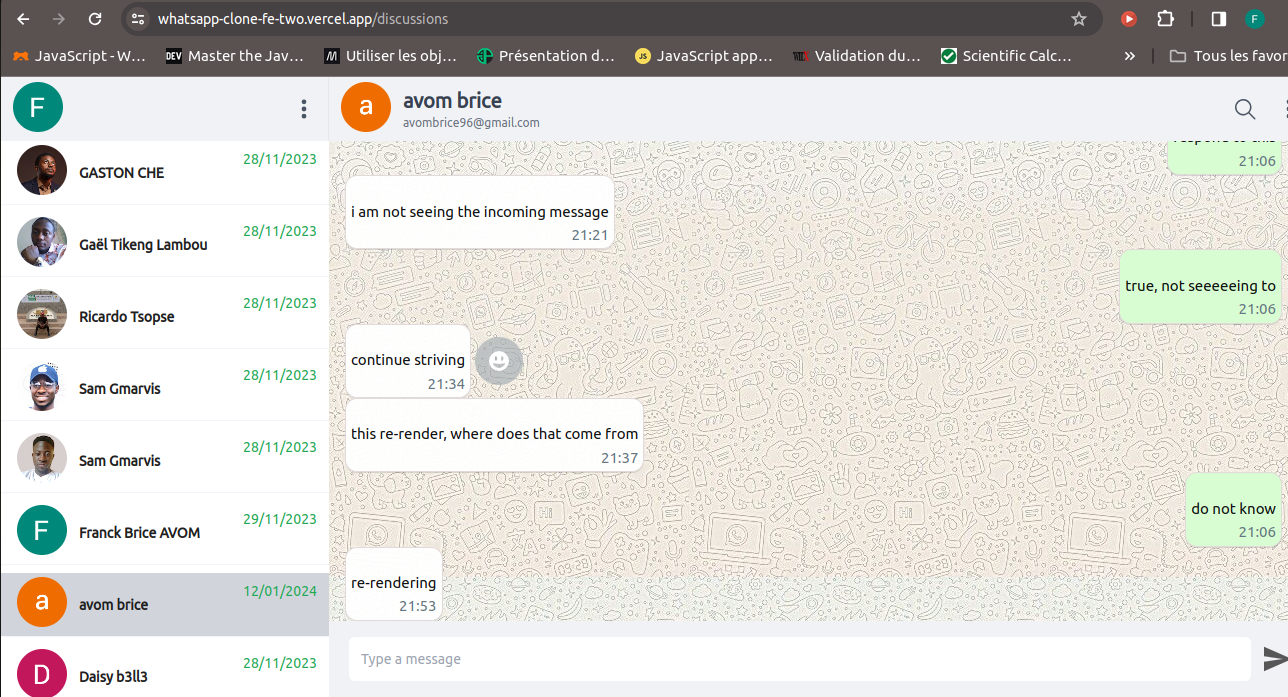 whatsapp-clone-fe-two.vercel.app/discussions
F
JavaScript - W...
DEV
Master the Jav...
Utiliser les obj...
Présentation d...
JS
JavaScript app...
Validation du...
Scientific Calc...
»
Tous les favor
F
a
avom brice
avombrice96@gmail.com
28/11/2023
GASTON CHE
28/11/2023
Gaël Tikeng Lambou
28/11/2023
Ricardo Tsopse
28/11/2023
Sam Gmarvis
28/11/2023
Sam Gmarvis
29/11/2023
F
Franck Brice AVOM
12/01/2024
a
avom brice
28/11/2023
D
Daisy b3ll3
respond to this
21:06
i am not seeing the incoming message
21:21
true, not seeeeeing to
21:06
continue striving
21:34
this re-render, where does that come from
21:37
do not know
21:06
re-rendering
21:53
Type a message